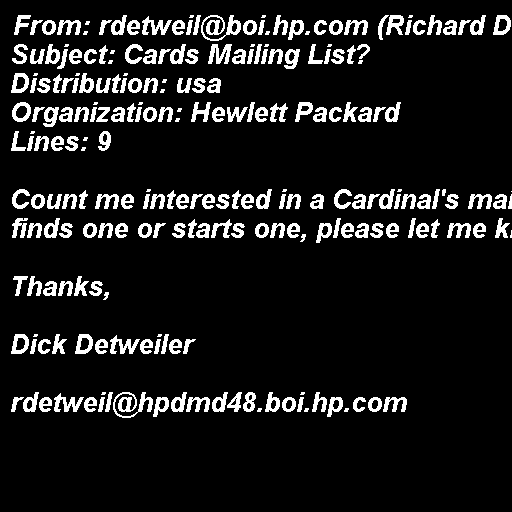 From: rdetweil@boi.hp.com (Richard D
Subject: Cards Mailing List?
Distribution: usa
Organization: Hewlett Packard
Lines: 9
Count me interested in a Cardinal's mai
finds one or starts one, please let me k
Thanks,
Dick Detweiler
rdetweil@hpdmd48.boi.hp.com